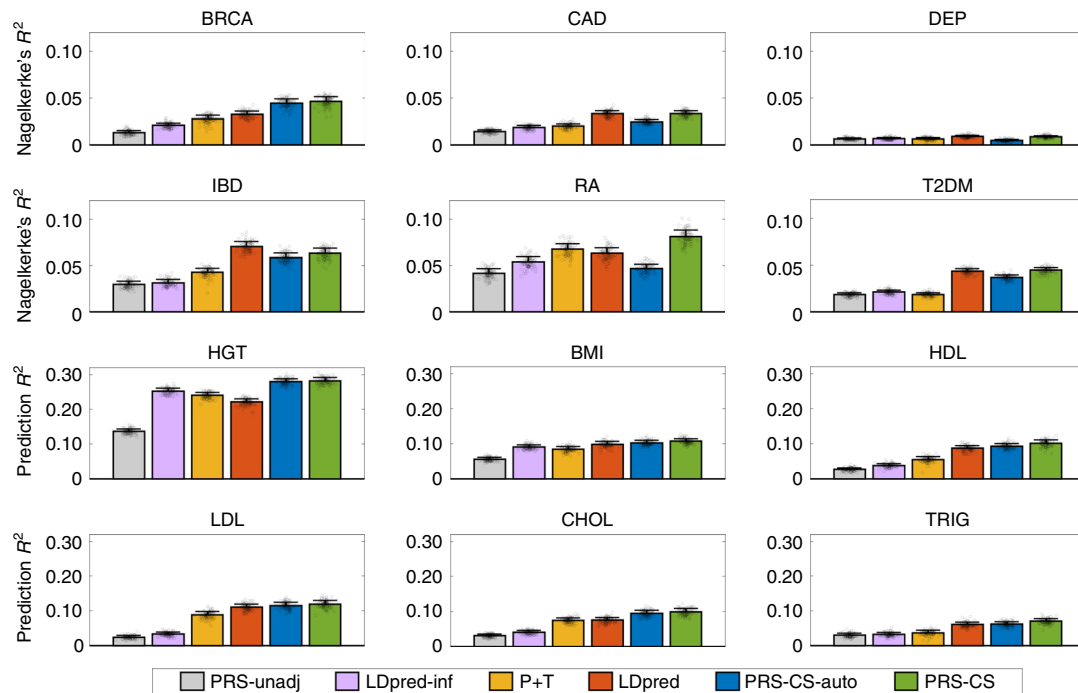 BRCA CAD DEP
Nagelkerke's R²
0.10 0.10 0.10
0.05 0.05 0.05
0 0 0
IBD RA T2DM
Nagelkerke's R²
0.10 0.10 0.10
0.05 0.05 0.05
0 0 0
HGT BMI HDL
Prediction R²
0.30 0.30 0.30
0.20 0.20 0.20
0.10 0.10 0.10
0 0 0
LDL CHOL TRIG
Prediction R²
0.30 0.30 0.30
0.20 0.20 0.20
0.10 0.10 0.10
0 0 0
PRS-unadj LDpred-inf P+T LDpred PRS-CS-auto PRS-CS